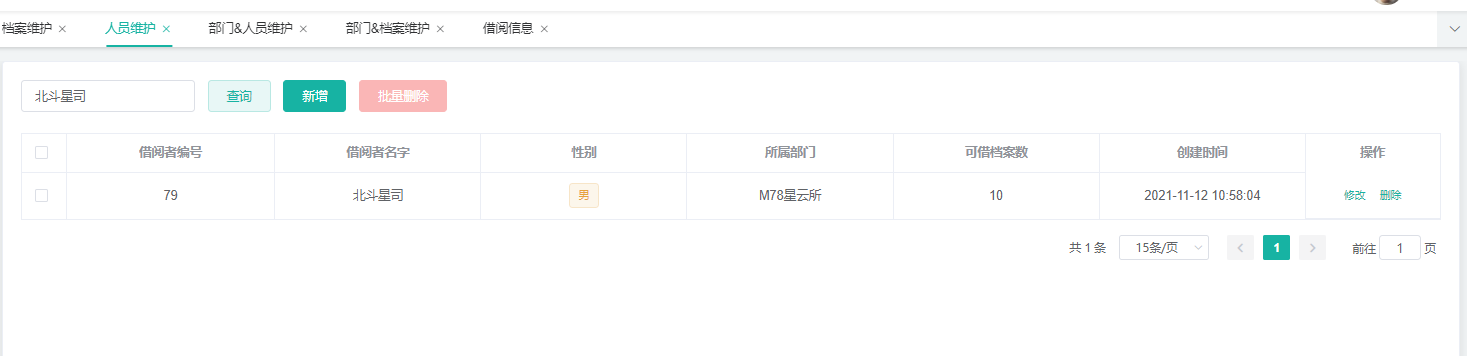 档案维护 人员维护 部门&人员维护 部门&档案维护 借阅信息
北斗星司 查询 新增 批量删除
借阅者编号 借阅者名字 性别 所属部门 可借档案数 创建时间 操作
79 北斗星司 男 M78星云所 10 2021-11-12 10:58:04 修改 删除
共 1 条 15条/页 1 前往 1 页